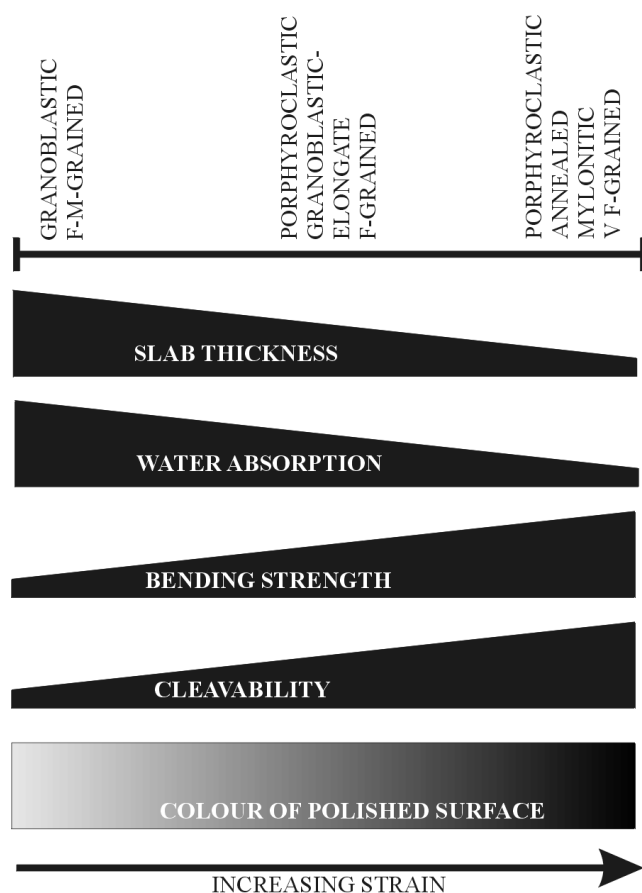 GRANOBLASTIC
F-M-GRAINED
PORPHYROCLASTIC
GRANOBLASTIC-
ELONGATE
F-GRAINED
PORPHYROCLASTIC
ANNEALED
MYLONITIC
V F-GRAINED
SLAB THICKNESS
WATER ABSORPTION
BENDING STRENGTH
CLEAVABILITY
COLOUR OF POLISHED SURFACE
INCREASING STRAIN